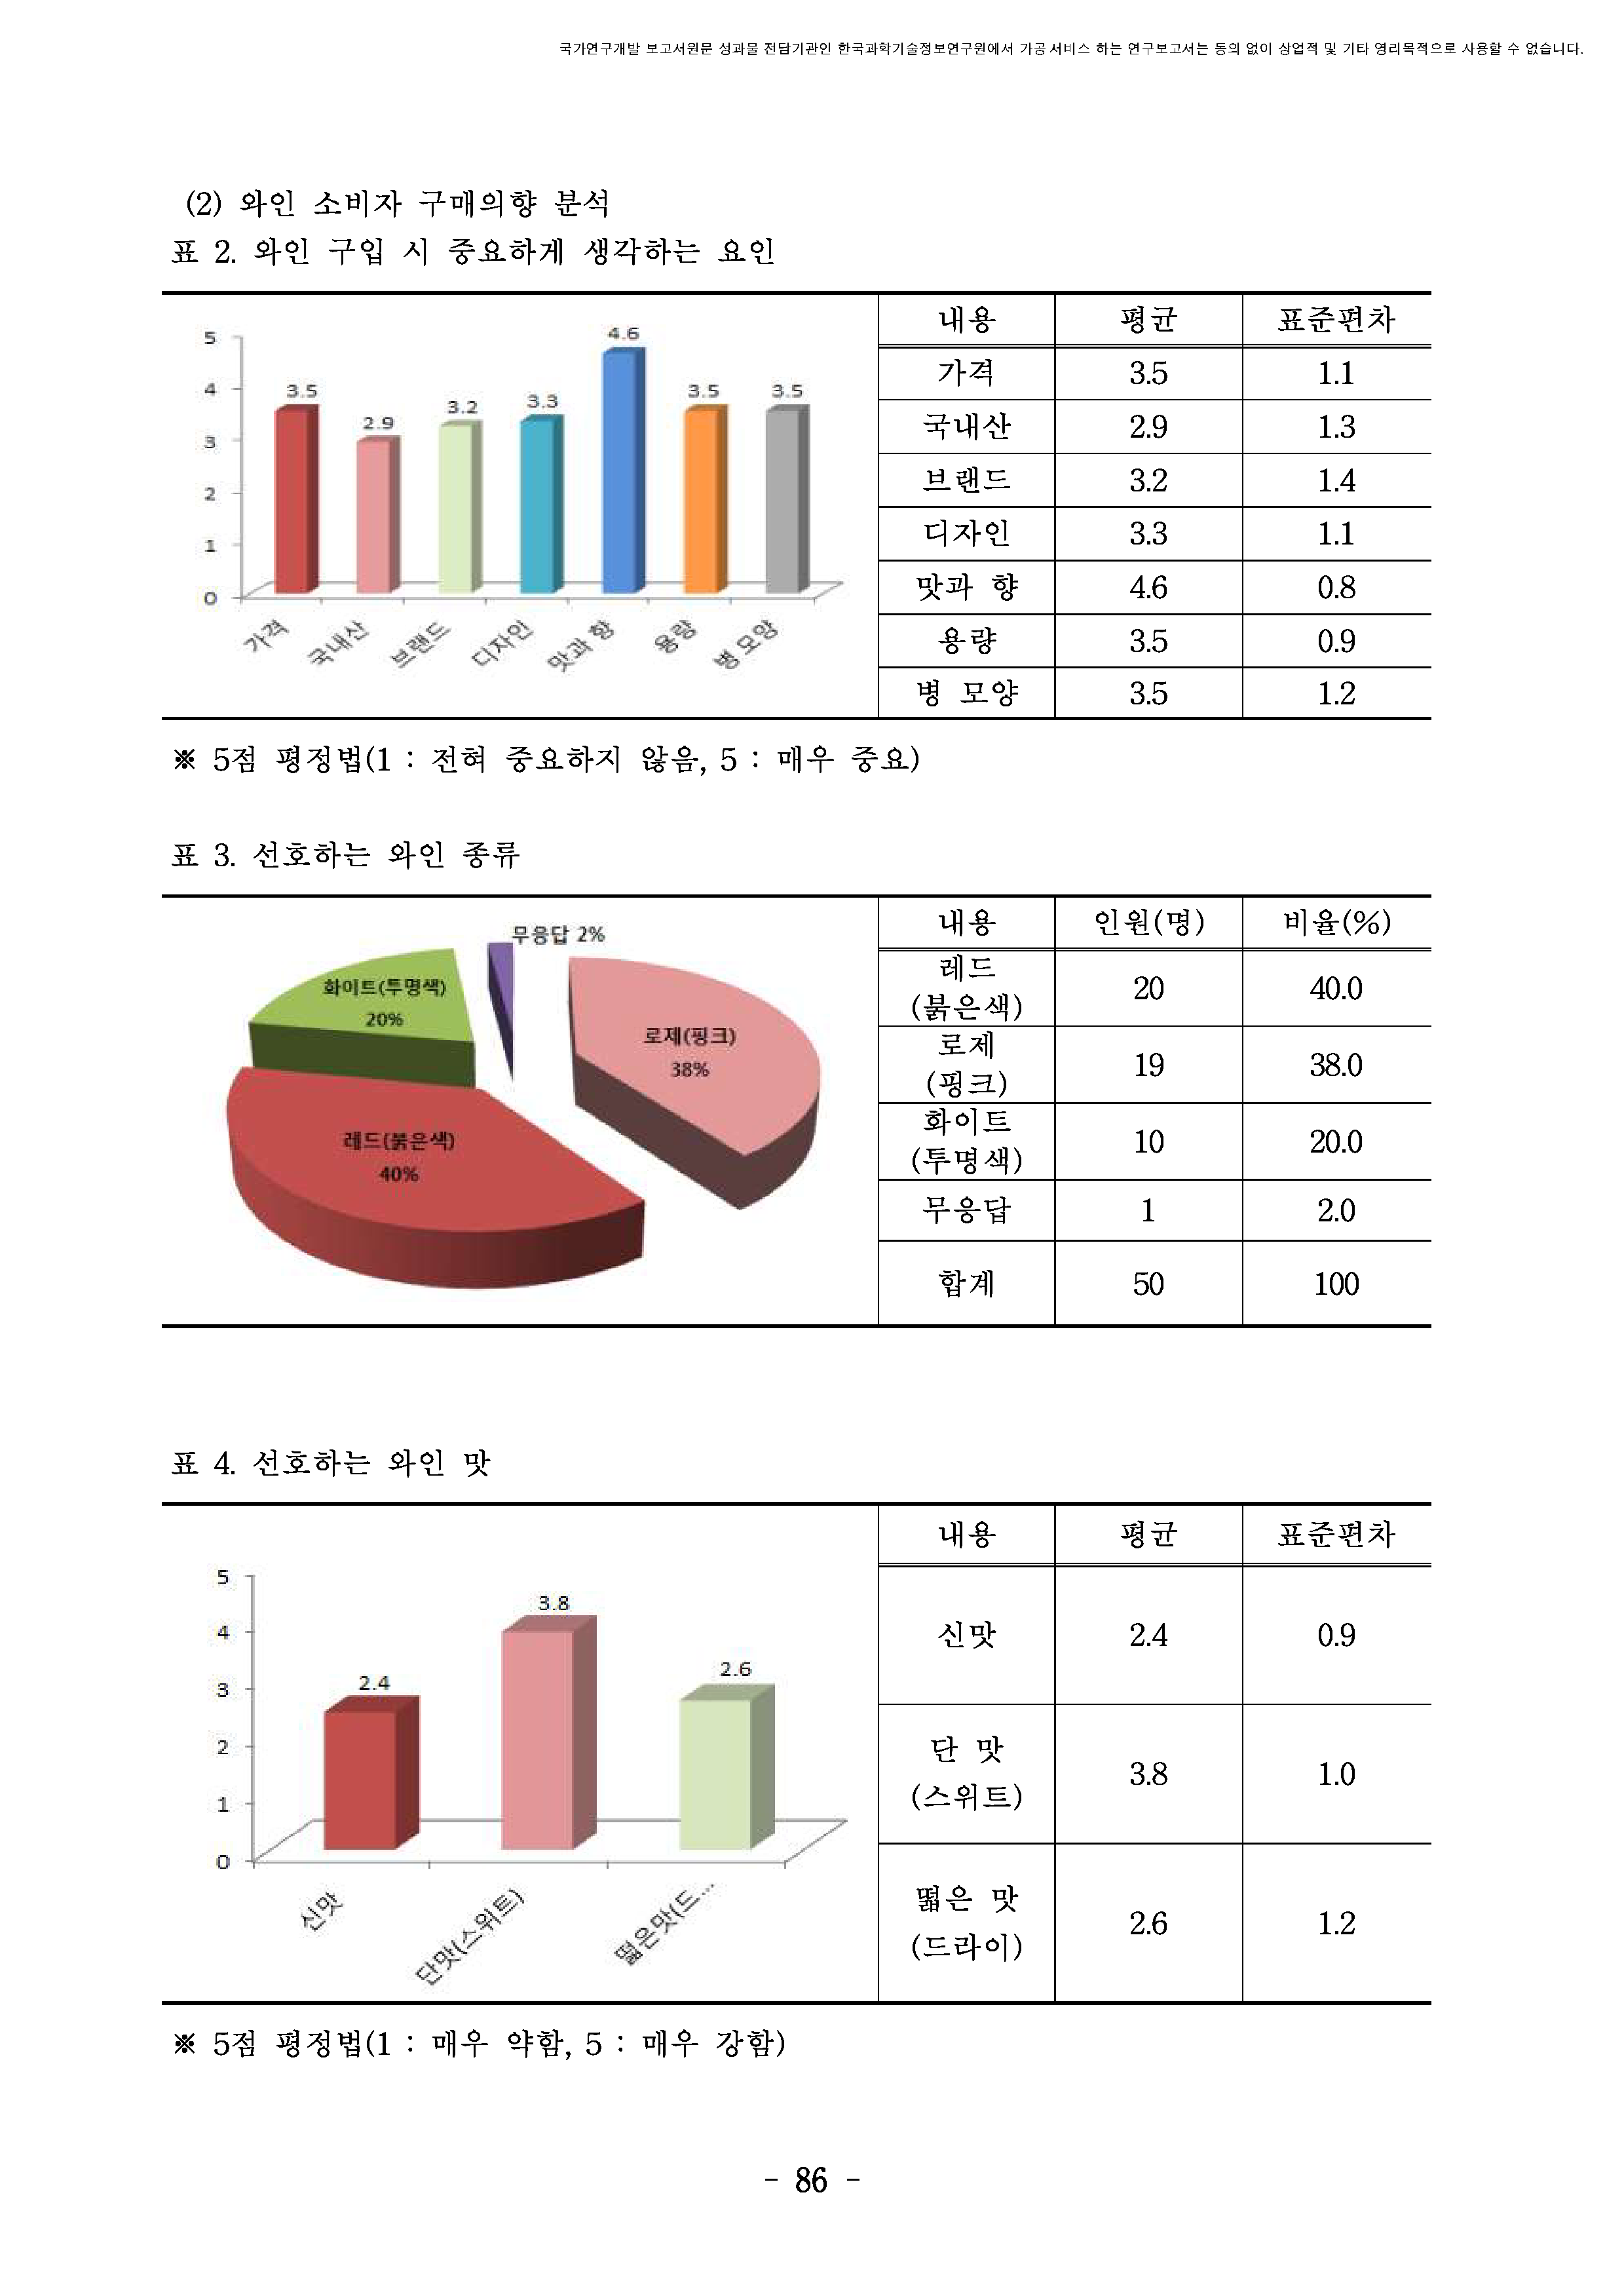 국가연구개발 보고서원문 성과물 전담기관인 한국과학기술정보연구원에서 가공·서비스 하는 연구보고서는 동의 없이 상업적 및 기타 영리목적으로 사용할 수 없습니다.
(2) 와인 소비자 구매의향 분석
표 2. 와인 구입 시 중요하게 생각하는 요인
5
4
3
2
1
0
3.5
2.9
3.2
3.3
4.6
3.5
3.5
가격
국내산
브랜드
디자인
맛과 향
용량
병 모양
내용 평균 표준편차
가격 3.5 1.1
국내산 2.9 1.3
브랜드 3.2 1.4
디자인 3.3 1.1
맛과 향 4.6 0.8
용량 3.5 0.9
병 모양 3.5 1.2
※ 5점 평정법(1 : 전혀 중요하지 않음, 5 : 매우 중요)
표 3. 선호하는 와인 종류
무응답 2%
화이트(투명색)
20%
로제(핑크)
38%
레드(붉은색)
40%
내용 인원(명) 비율(%)
레드
(붉은색) 20 40.0
로제
(핑크) 19 38.0
화이트
(투명색) 10 20.0
무응답 1 2.0
합계 50 100
표 4. 선호하는 와인 맛
5
4
3
2
1
0
2.4
3.8
2.6
신맛
단맛(스위트)
떫은맛(드...
내용 평균 표준편차
신맛 2.4 0.9
단 맛
(스위트) 3.8 1.0
떫은 맛
(드라이) 2.6 1.2
※ 5점 평정법(1 : 매우 약함, 5 : 매우 강함)
- 86 -